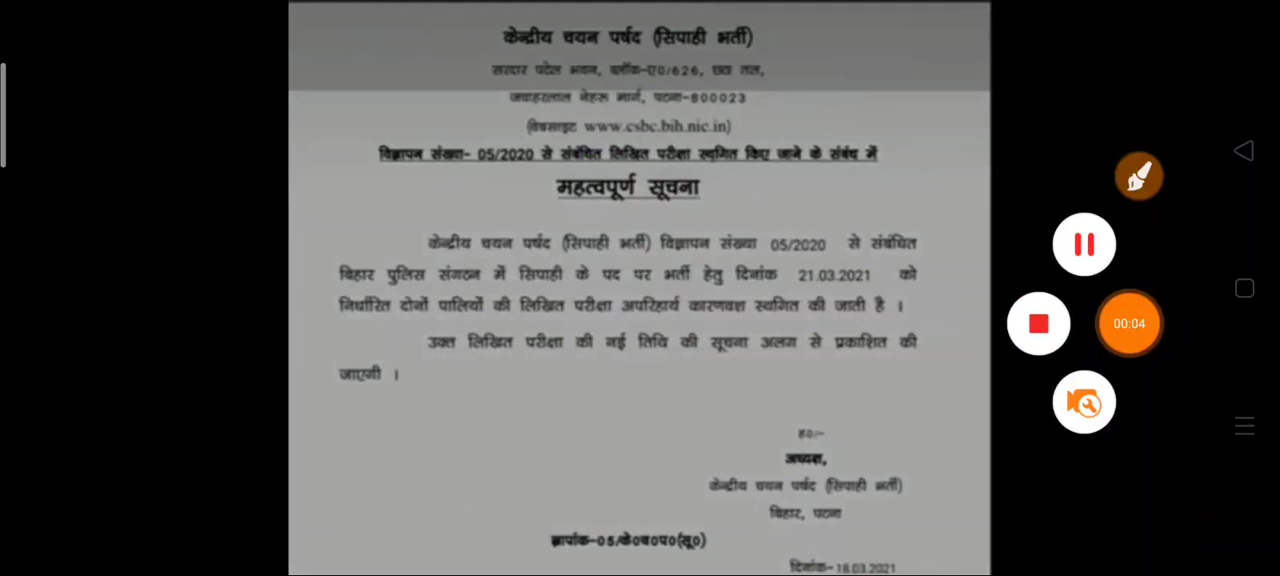 केन्द्रीय चयन पर्षद (सिपाही भर्ती)
सरदार पटेल भवन, ब्लॉक-ए0/626, छठा तल,
जवाहरलाल नेहरू मार्ग, पटना-800023
(वेबसाइट www.csbc.bih.nic.in)
विज्ञापन संख्या- 05/2020 से संबंधित लिखित परीक्षा स्थगित किए जाने के संबंध में
महत्वपूर्ण सूचना
केन्द्रीय चयन पर्षद (सिपाही भर्ती) विज्ञापन संख्या 05/2020 से संबंधित
बिहार पुलिस संगठन में सिपाही के पद पर भर्ती हेतु दिनांक 21.03.2021 को
निर्धारित दोनों पालियों की लिखित परीक्षा अपरिहार्य कारणवश स्थगित की जाती है ।
उक्त लिखित परीक्षा की नई तिथि की सूचना अलग से प्रकाशित की
जाएगी ।
ह0/-
अध्यक्ष,
केन्द्रीय चयन पर्षद (सिपाही भर्ती)
बिहार, पटना
ज्ञापांक-05/के0च0प0(सू0)
दिनांक-18.03.2021
00:04